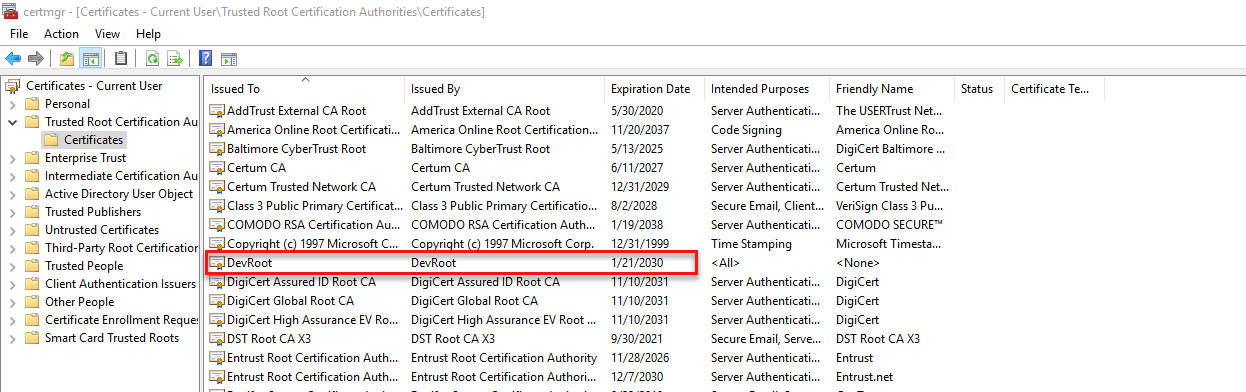 certmgr - [Certificates - Current User\Trusted Root Certification Authorities\Certificates]
File Action View Help
Certificates - Current User
Personal
Trusted Root Certification Au
Certificates
Enterprise Trust
Intermediate Certification Au
Active Directory User Object
Trusted Publishers
Untrusted Certificates
Third-Party Root Certification
Trusted People
Client Authentication Issuers
Other People
Certificate Enrollment Reque
Smart Card Trusted Roots
Issued To Issued By Expiration Date Intended Purposes Friendly Name Status Certificate Te...
AddTrust External CA Root AddTrust External CA Root 5/30/2020 Server Authenticati... The USERTrust Net...
America Online Root Certificati... America Online Root Certification... 11/20/2037 Code Signing America Online Ro...
Baltimore CyberTrust Root Baltimore CyberTrust Root 5/13/2025 Server Authenticati... DigiCert Baltimore ...
Certum CA Certum CA 6/11/2027 Server Authenticati... Certum
Certum Trusted Network CA Certum Trusted Network CA 12/31/2029 Server Authenticati... Certum Trusted Net...
Class 3 Public Primary Certificat... Class 3 Public Primary Certificatio... 8/2/2028 Secure Email, Client... VeriSign Class 3 Pu...
COMODO RSA Certification Au... COMODO RSA Certification Auth... 1/19/2038 Server Authenticati... COMODO SECURE™
Copyright (c) 1997 Microsoft C... Copyright (c) 1997 Microsoft Corp. 12/31/1999 Time Stamping Microsoft Timesta...
DevRoot DevRoot 1/21/2030 <All> <None>
DigiCert Assured ID Root CA DigiCert Assured ID Root CA 11/10/2031 Server Authenticati... DigiCert
DigiCert Global Root CA DigiCert Global Root CA 11/10/2031 Server Authenticati... DigiCert
DigiCert High Assurance EV Ro... DigiCert High Assurance EV Root ... 11/10/2031 Server Authenticati... DigiCert
DST Root CA X3 DST Root CA X3 9/30/2021 Secure Email, Serve... DST Root CA X3
Entrust Root Certification Auth... Entrust Root Certification Authority 11/28/2026 Server Authenticati... Entrust
Entrust Root Certification Auth... Entrust Root Certification Authori... 12/7/2030 Server Authenticati... Entrust.net